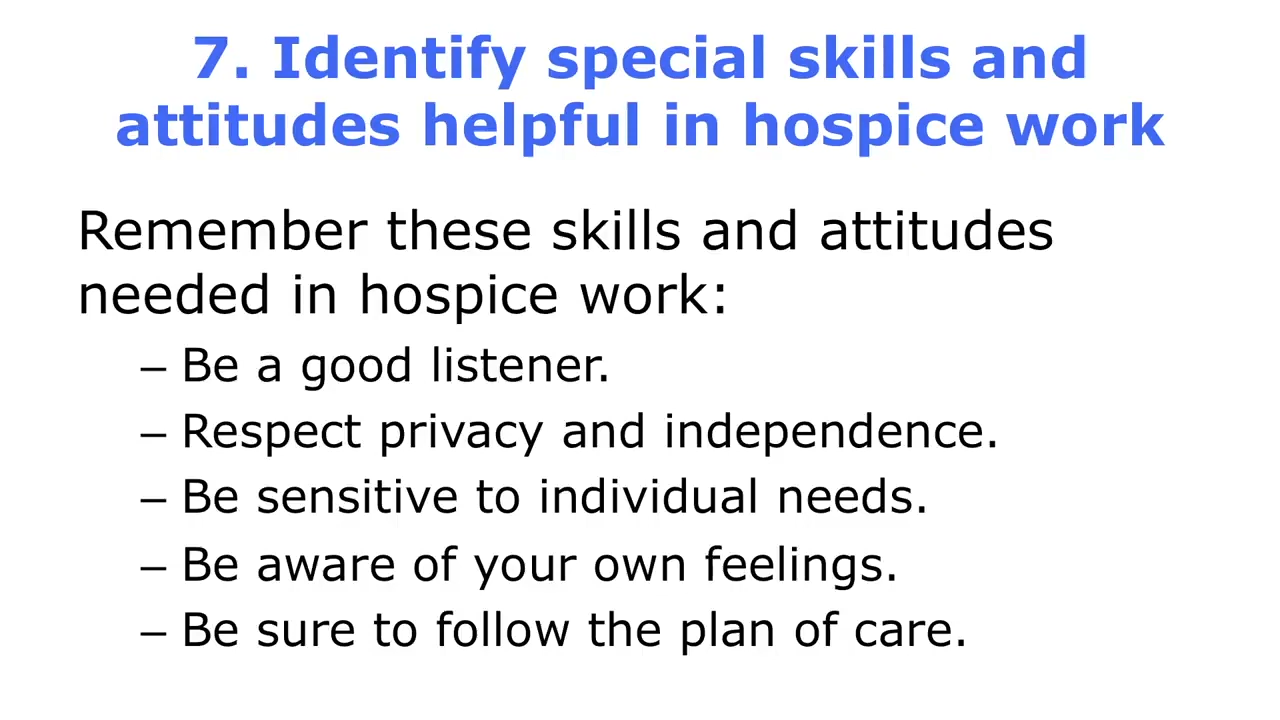 7. Identify special skills and
attitudes helpful in hospice work
Remember these skills and attitudes
needed in hospice work:
– Be a good listener.
– Respect privacy and independence.
– Be sensitive to individual needs.
– Be aware of your own feelings.
– Be sure to follow the plan of care.